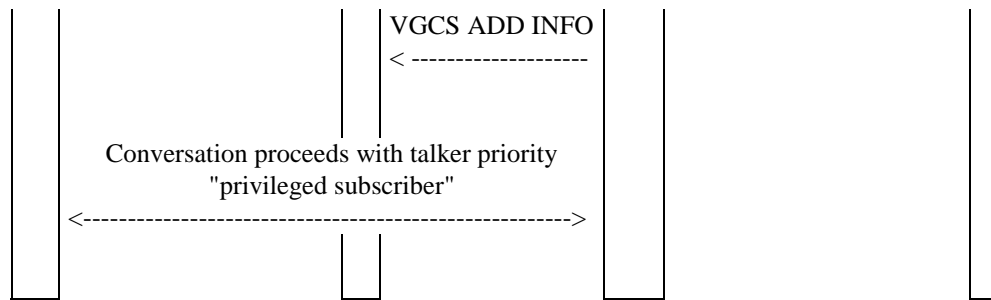 VGCS ADD INFO
< --------------------
Conversation proceeds with talker priority
"privileged subscriber"
<-------------------------------------------------------->